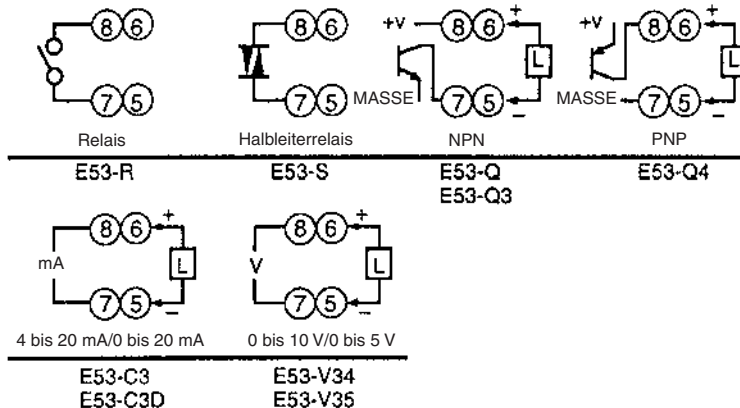 8 6
7 5
Relais
E53-R
8 6
7 5
Halbleiterrelais
E53-S
+V
8 6 +
L
MASSE
7 5 −
NPN
E53-Q
E53-Q3
+V
8 6 +
L
MASSE
7 5 −
PNP
E53-Q4
8 6 +
mA
L
7 5 −
4 bis 20 mA/0 bis 20 mA
E53-C3
E53-C3D
8 6 +
V
L
7 5 −
0 bis 10 V/0 bis 5 V
E53-V34
E53-V35